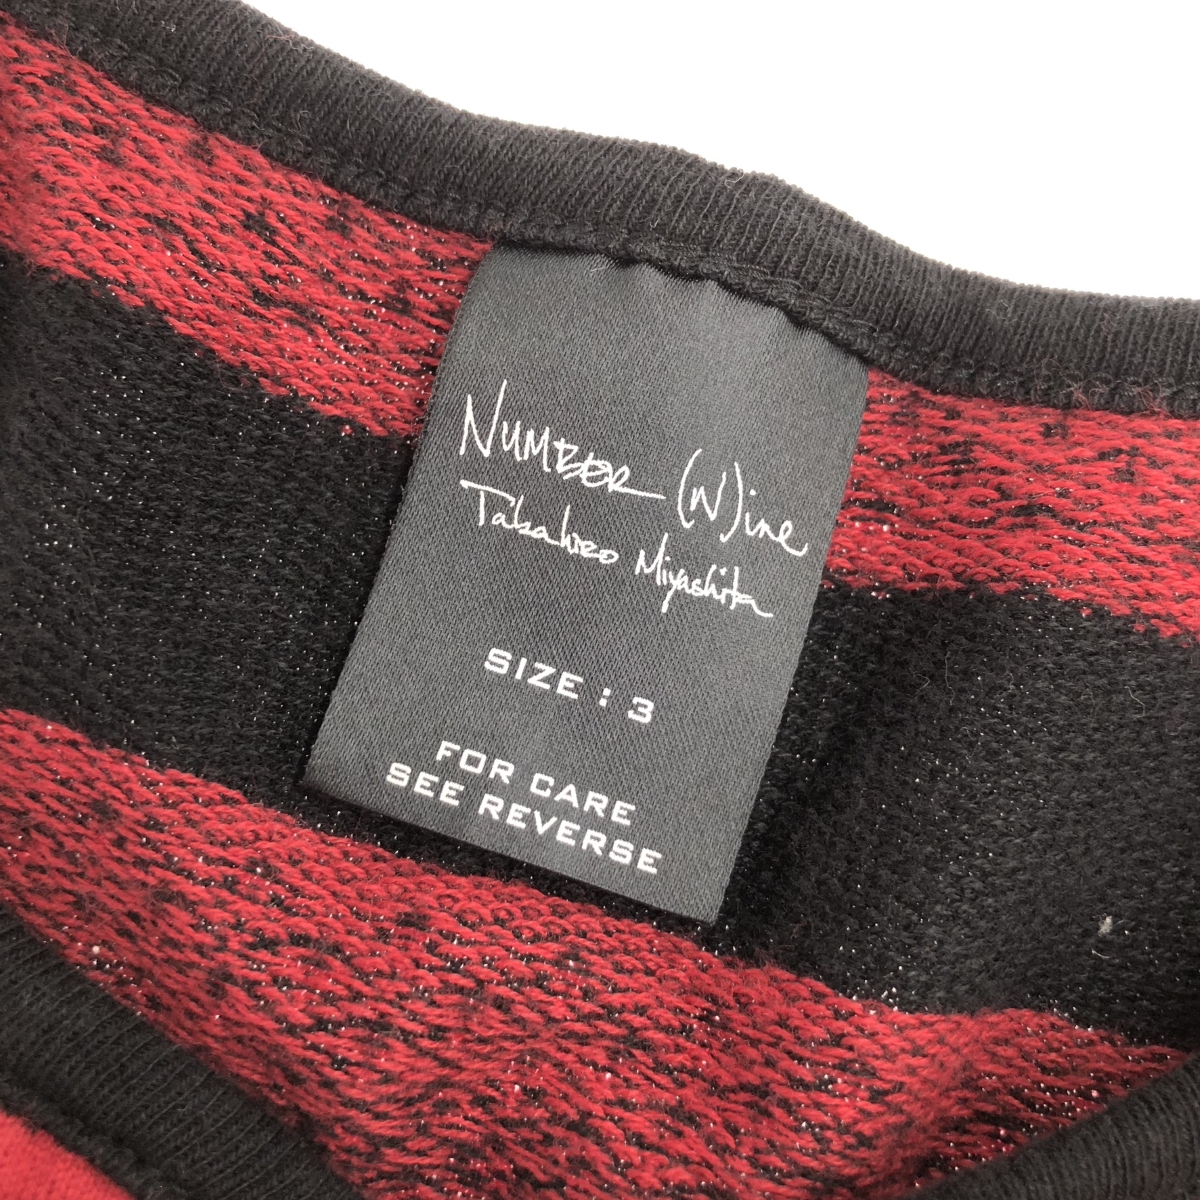 NUMBER (N)ine
Takahiro Miyashita
SIZE : 3
FOR CARE
SEE REVERSE